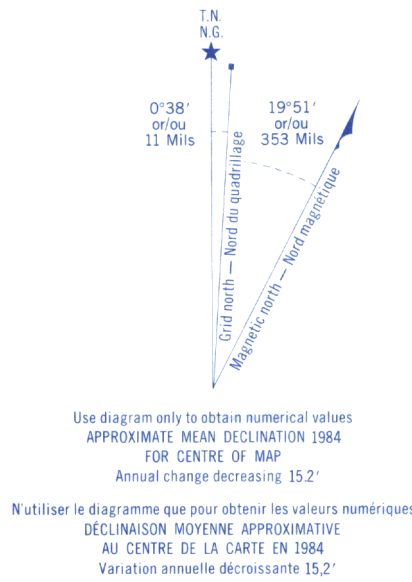 T.N.
N.G.
0°38′
or/ou
11 Mils
19°51′
or/ou
353 Mils
Grid north — Nord du quadrillage
Magnetic north — Nord magnétique
Use diagram only to obtain numerical values
APPROXIMATE MEAN DECLINATION 1984
FOR CENTRE OF MAP
Annual change decreasing 15.2′
N'utiliser le diagramme que pour obtenir les valeurs numériques
DÉCLINAISON MOYENNE APPROXIMATIVE
AU CENTRE DE LA CARTE EN 1984
Variation annuelle décroissante 15,2′